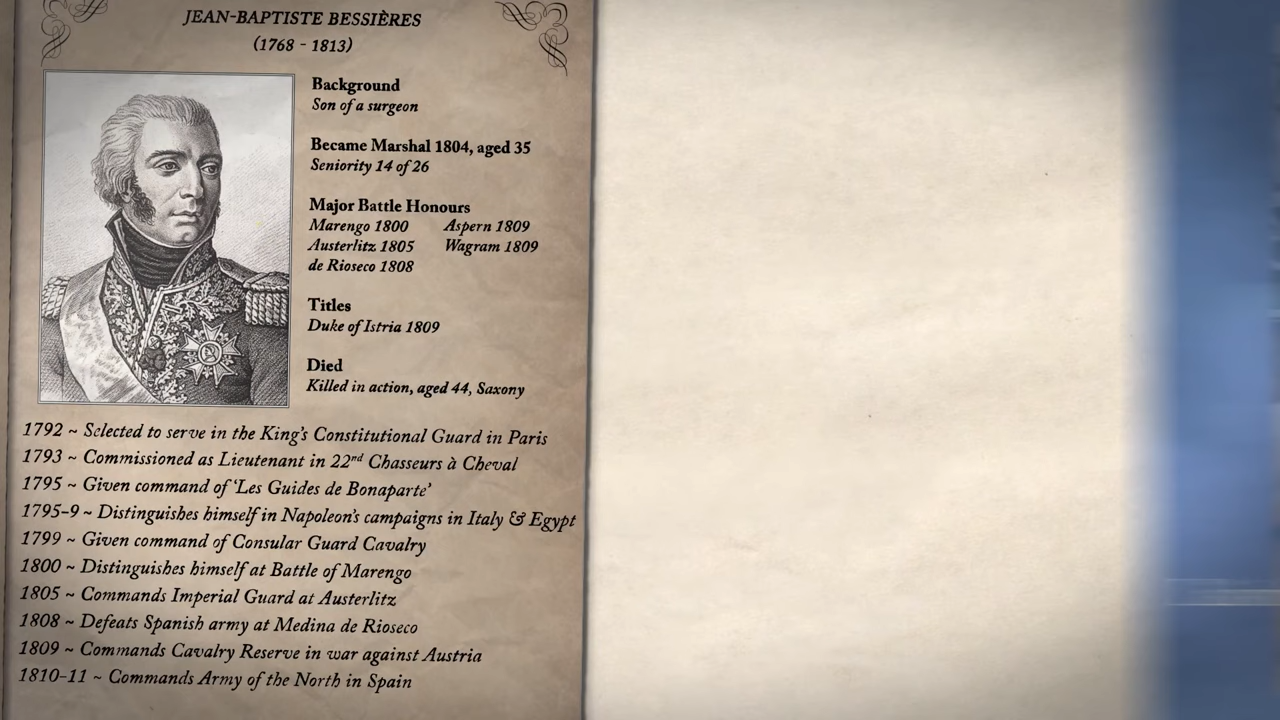 JEAN-BAPTISTE BESSIÈRES
(1768 - 1813)
Background
Son of a surgeon
Became Marshal 1804, aged 35
Seniority 14 of 26
Major Battle Honours
Marengo 1800 Aspern 1809
Austerlitz 1805 Wagram 1809
de Rioseco 1808
Titles
Duke of Istria 1809
Died
Killed in action, aged 44, Saxony
1792 ~ Selected to serve in the King's Constitutional Guard in Paris
1793 ~ Commissioned as Lieutenant in 22nd Chasseurs à Cheval
1795 ~ Given command of 'Les Guides de Bonaparte'
1795-9 ~ Distinguishes himself in Napoleon's campaigns in Italy & Egypt
1799 ~ Given command of Consular Guard Cavalry
1800 ~ Distinguishes himself at Battle of Marengo
1805 ~ Commands Imperial Guard at Austerlitz
1808 ~ Defeats Spanish army at Medina de Rioseco
1809 ~ Commands Cavalry Reserve in war against Austria
1810-11 ~ Commands Army of the North in Spain